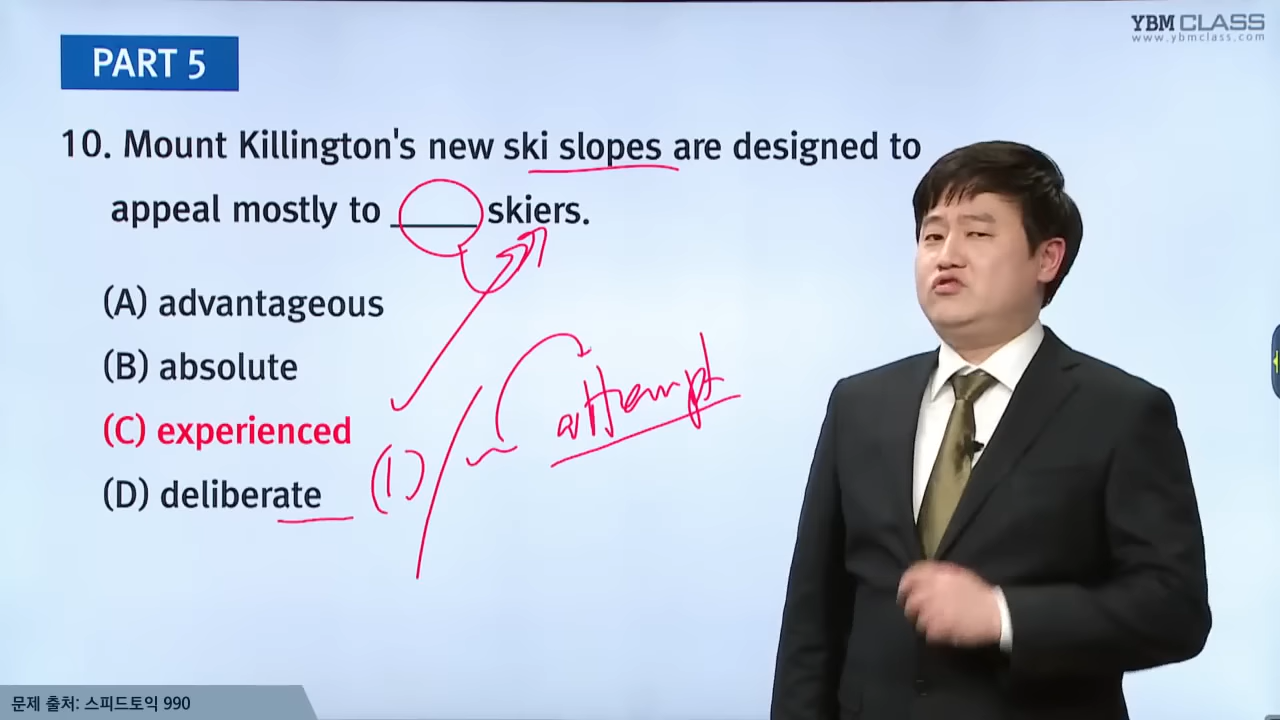 YBM CLASS
www.ybmclass.com
PART 5
10. Mount Killington's new ski slopes are designed to
appeal mostly to ______ skiers.
(A) advantageous
(B) absolute
(C) experienced
(D) deliberate
(1)
attempt
문제 출처: 스피드토익 990